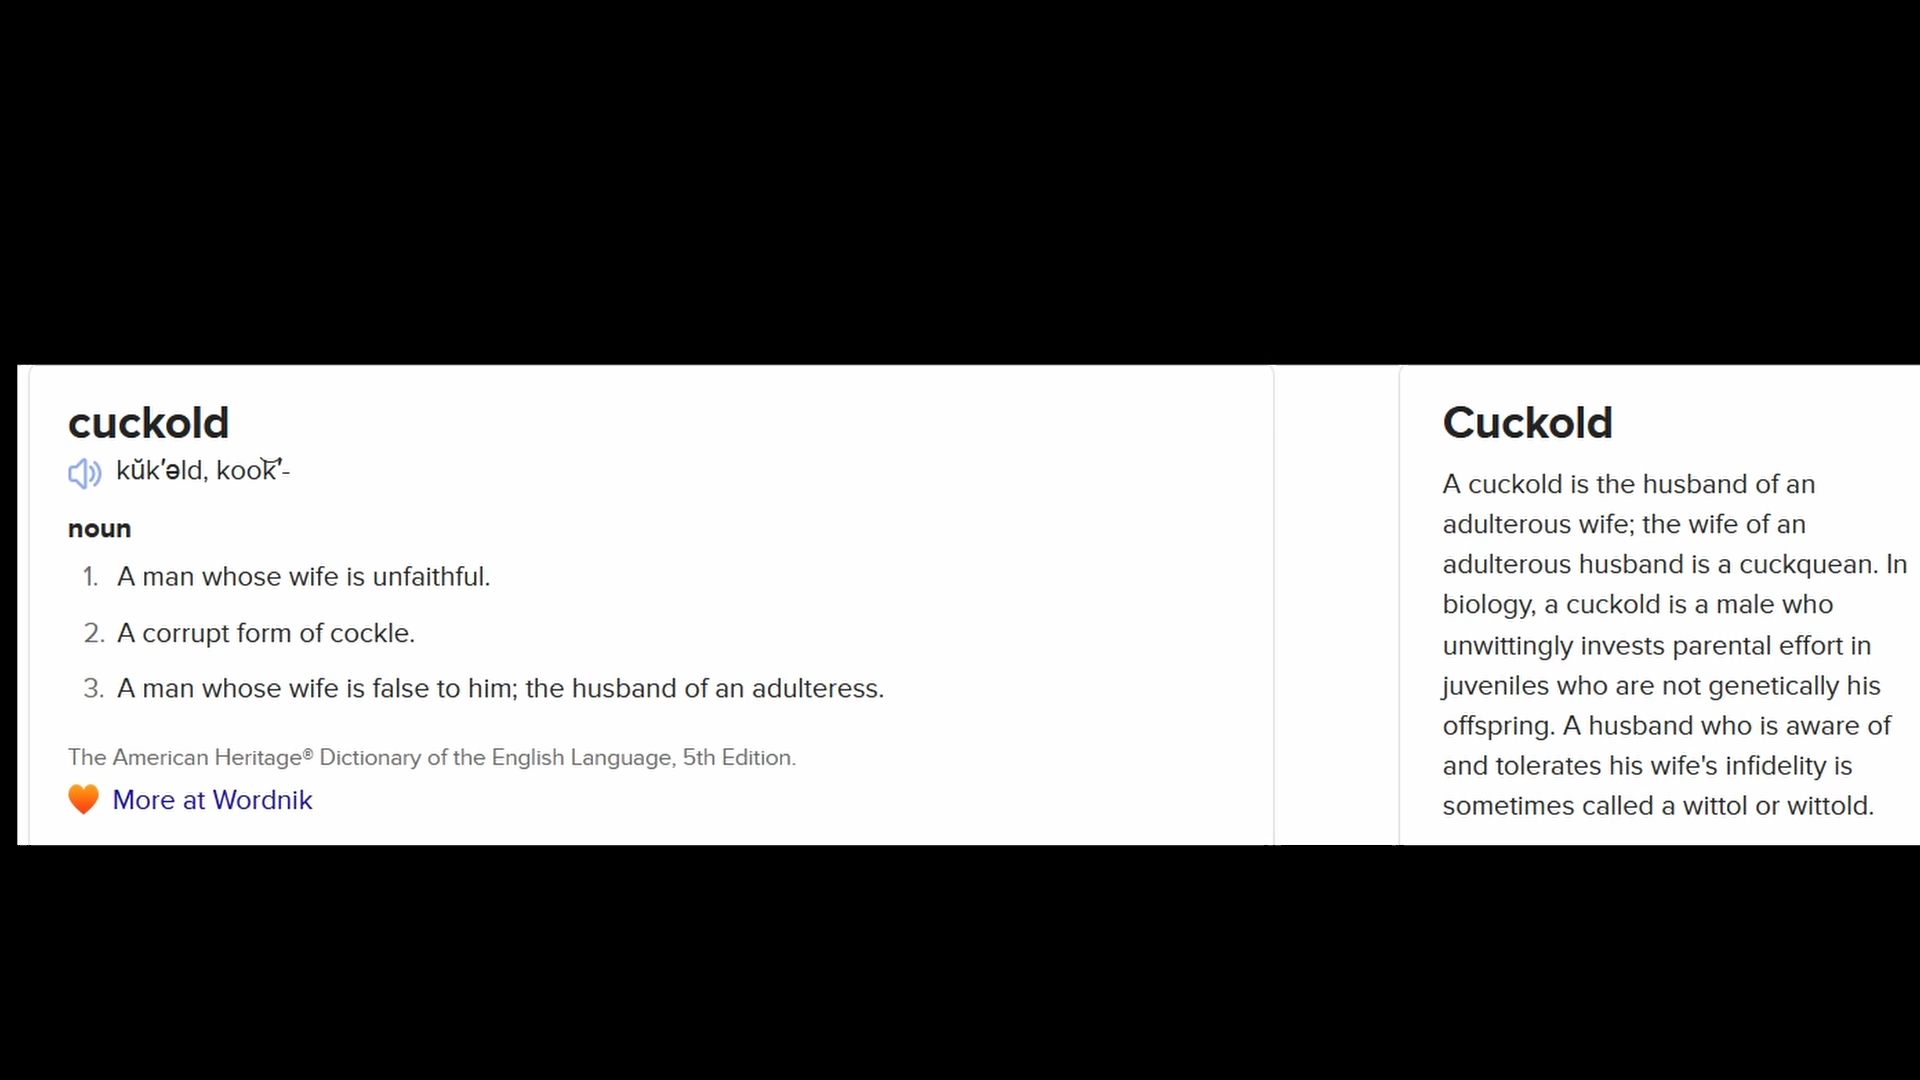 cuckold
kŭk′əld, ko͝ok′-
noun
1. A man whose wife is unfaithful.
2. A corrupt form of cockle.
3. A man whose wife is false to him; the husband of an adulteress.
The American Heritage® Dictionary of the English Language, 5th Edition.
More at Wordnik
Cuckold
A cuckold is the husband of an
adulterous wife; the wife of an
adulterous husband is a cuckquean. In
biology, a cuckold is a male who
unwittingly invests parental effort in
juveniles who are not genetically his
offspring. A husband who is aware of
and tolerates his wife's infidelity is
sometimes called a wittol or wittold.